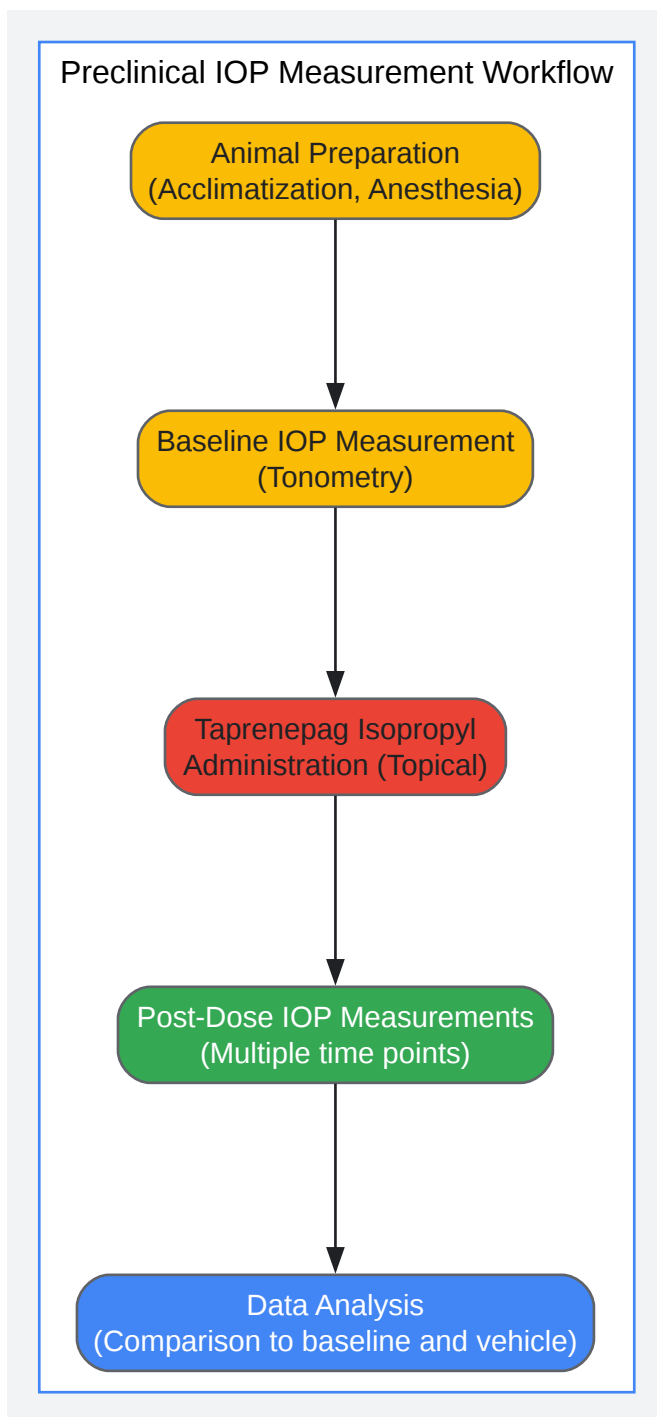 Preclinical IOP Measurement Workflow
Animal Preparation
(Acclimatization, Anesthesia)
Baseline IOP Measurement
(Tonometry)
Taprenepag Isopropyl
Administration (Topical)
Post-Dose IOP Measurements
(Multiple time points)
Data Analysis
(Comparison to baseline and vehicle)